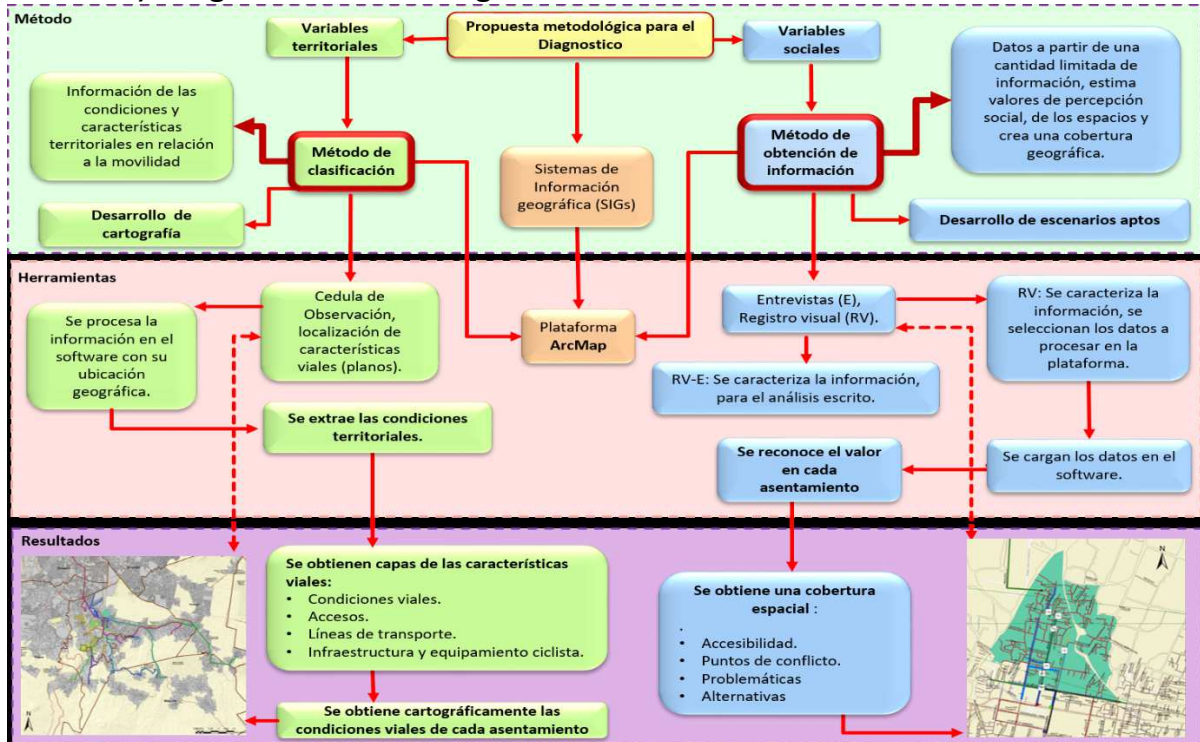 Método
Propuesta metodológica para el
Diagnostico
Variables
territoriales
Variables
sociales
Información de las
condiciones y
características
territoriales en relación
a la movilidad
Método de
clasificación
Sistemas de
Información
geográfica (SIGs)
Método de
obtención de
información
Datos a partir de una
cantidad limitada de
información, estima
valores de percepción
social, de los espacios y
crea una cobertura
geográfica.
Desarrollo de
cartografía
Desarrollo de escenarios aptos
Herramientas
Se procesa la
información en el
software con su
ubicación
geográfica.
Cedula de
Observación,
localización de
características
viales (planos).
Plataforma
ArcMap
Entrevistas (E),
Registro visual (RV).
RV: Se caracteriza la
información, se
seleccionan los datos a
procesar en la
plataforma.
RV-E: Se caracteriza la información,
para el análisis escrito.
Se extrae las condiciones
territoriales.
Se reconoce el valor
en cada
asentamiento
Se cargan los datos en el
software.
Resultados
Se obtienen capas de las características
viales:
• Condiciones viales.
• Accesos.
• Líneas de transporte.
• Infraestructura y equipamiento ciclista.
Se obtiene cartográficamente las
condiciones viales de cada asentamiento
Se obtiene una cobertura
espacial :
.
• Accesibilidad.
• Puntos de conflicto.
• Problemáticas
• Alternativas
N
N